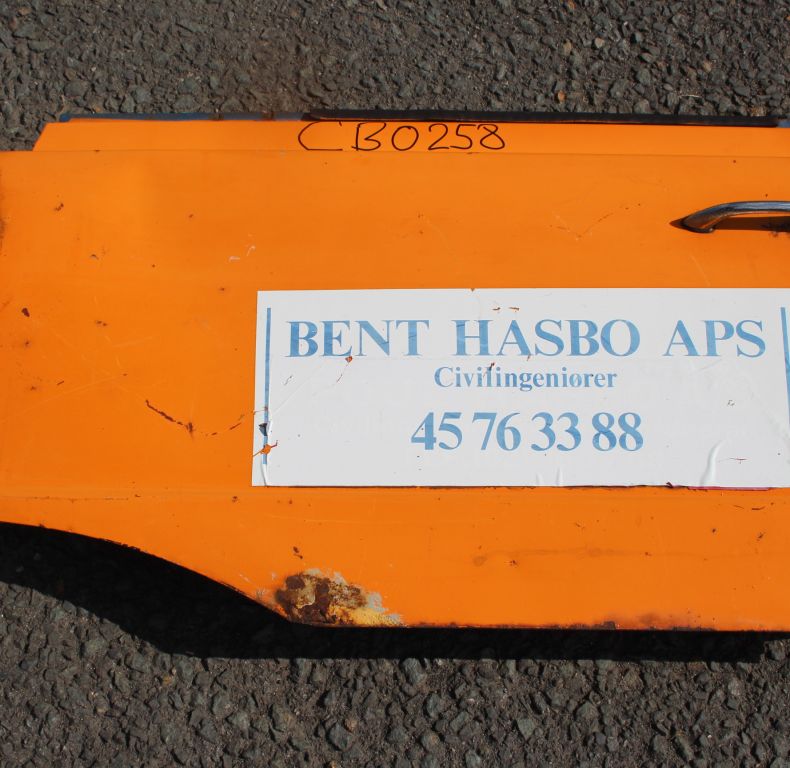 CB0258
BENT HASBO APS
Civilingeniører
45 76 33 88